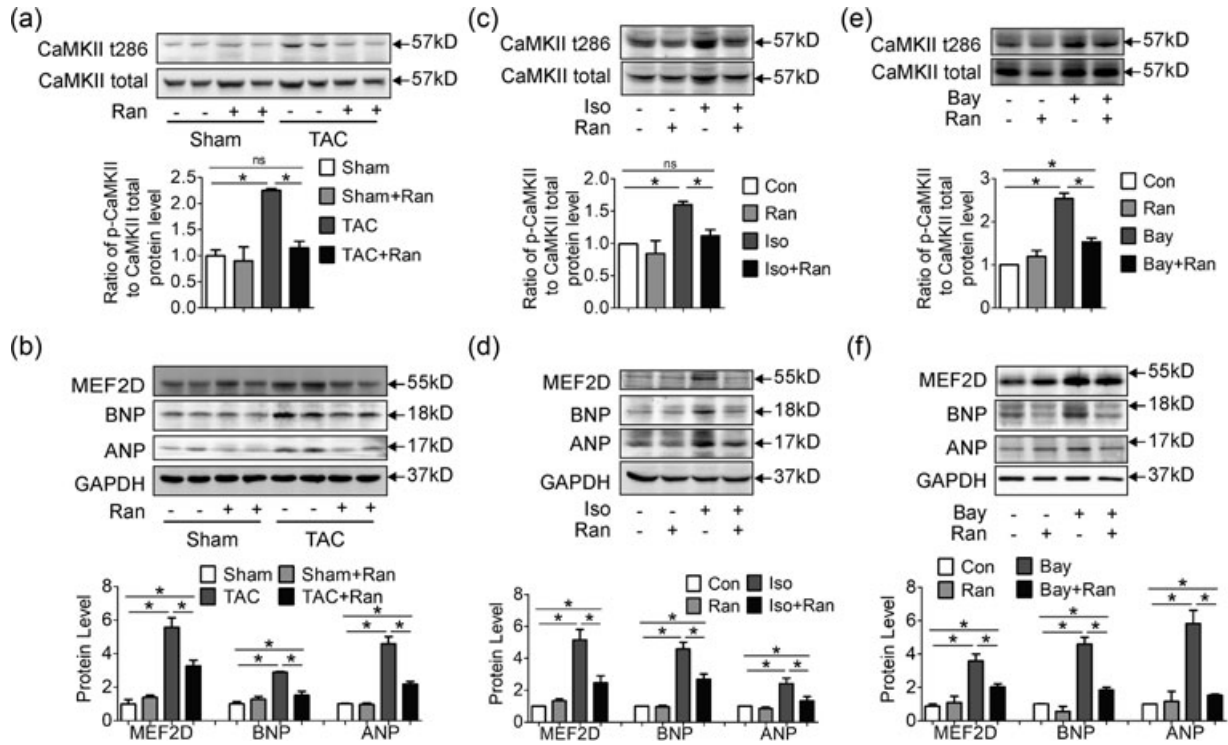 (a)
CaMKII t286
57kD
CaMKII total
57kD
Ran - - + + - - + +
Sham TAC
Ratio of p-CaMKII
to CaMKII total
protein level
2.5
2.0
1.5
1.0
0.5
0.0
ns
* *
Sham
Sham+Ran
TAC
TAC+Ran
(c)
CaMKII t286
57kD
CaMKII total
57kD
Iso - - + +
Ran - + - +
Ratio of p-CaMKII
to CaMKII total
protein level
2.0
1.5
1.0
0.5
0.0
ns
* *
Con
Ran
Iso
Iso+Ran
(e)
CaMKII t286
57kD
CaMKII total
57kD
Bay - - + +
Ran - + - +
Ratio of p-CaMKII
to CaMKII total
protein level
3
2
1
0
*
* *
Con
Ran
Bay
Bay+Ran
(b)
MEF2D
55kD
BNP
18kD
ANP
17kD
GAPDH
37kD
Ran - - + + - - + +
Sham TAC
Sham Sham+Ran
TAC TAC+Ran
Protein Level
8
6
4
2
0
*
* *
*
* *
*
* *
MEF2D BNP ANP
(d)
MEF2D
55kD
BNP
18kD
ANP
17kD
GAPDH
37kD
Iso - - + +
Ran - + - +
Con Iso
Ran Iso+Ran
Protein Level
8
6
4
2
0
*
* *
*
* *
*
* *
MEF2D BNP ANP
(f)
MEF2D
55kD
BNP
18kD
ANP
17kD
GAPDH
37kD
Bay - - + +
Ran - + - +
Con Bay
Ran Bay+Ran
Protein Level
8
6
4
2
0
*
* *
*
* *
*
* *
MEF2D BNP ANP